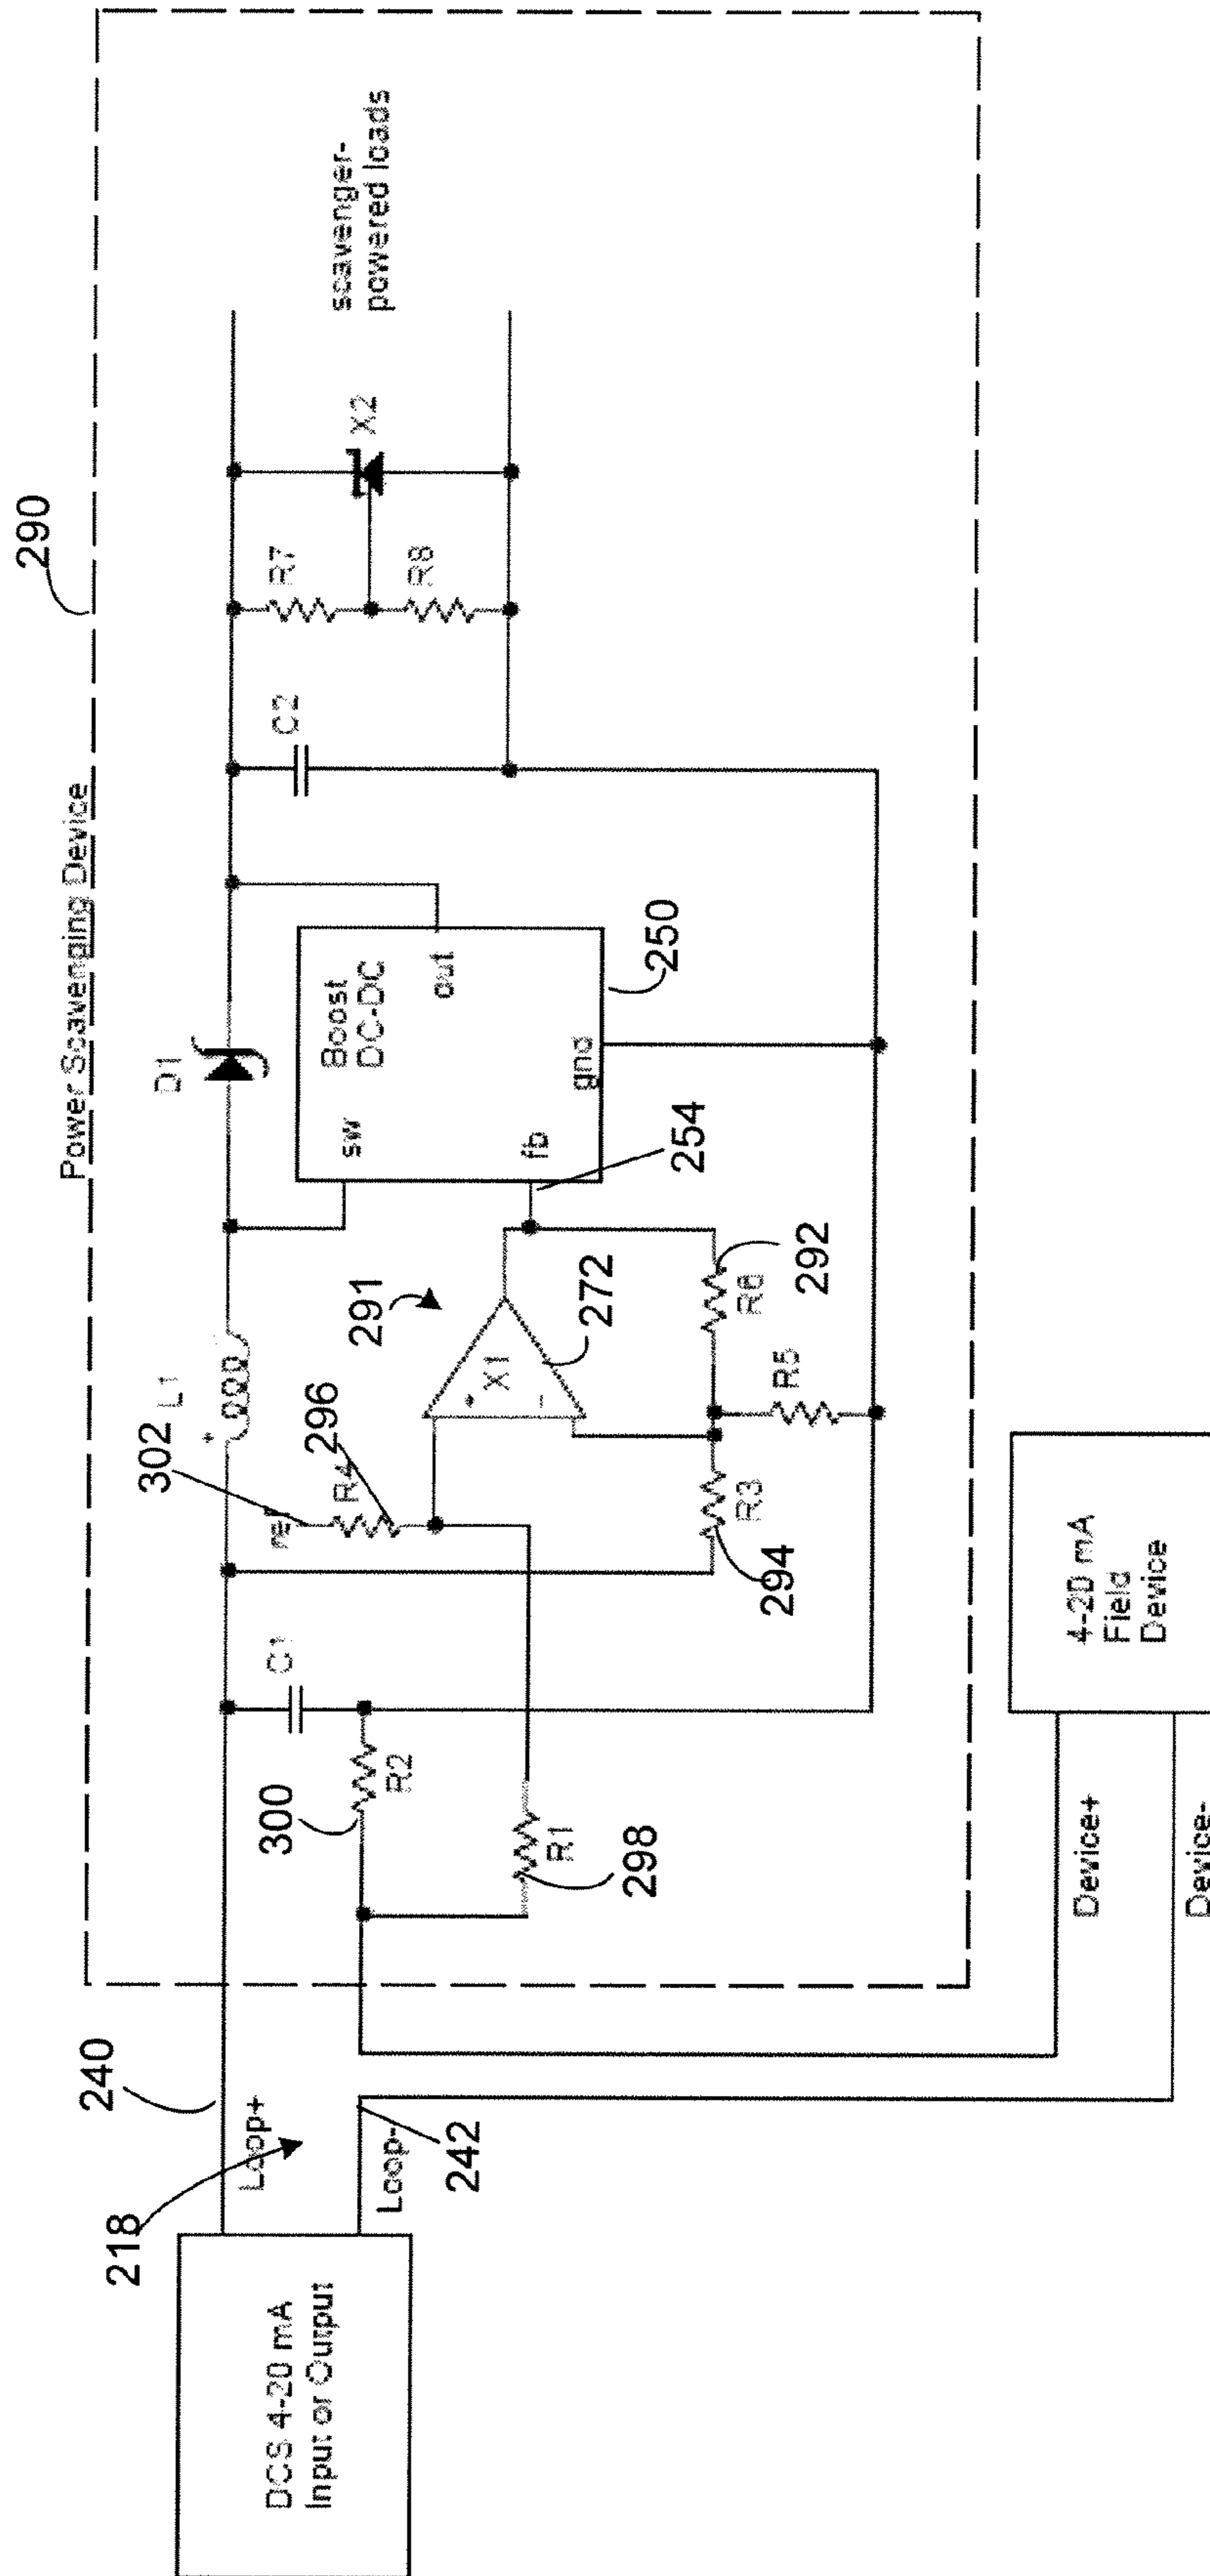 290
Power Scavenging Device
scavenger-
powered loads
X2
R7
R8
C2
D1
Boost
DC-DC
sw
out
fb
gnd
250
254
291
X1
+
-
272
292
R6
R5
L1
+
302
ref
R4
296
R3
294
C1
R2
300
R1
298
240
Loop+
218
Loop-
242
DCS 4-20 mA
Input or Output
4-20 mA
Field
Device
Device+
Device-